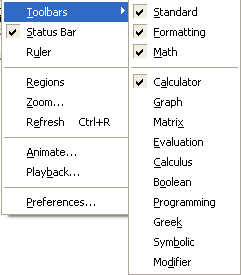 Toolbars
Status Bar
Ruler
Regions
Zoom...
Refresh Ctrl+R
Animate...
Playback...
Preferences...
Standard
Formatting
Math
Calculator
Graph
Matrix
Evaluation
Calculus
Boolean
Programming
Greek
Symbolic
Modifier